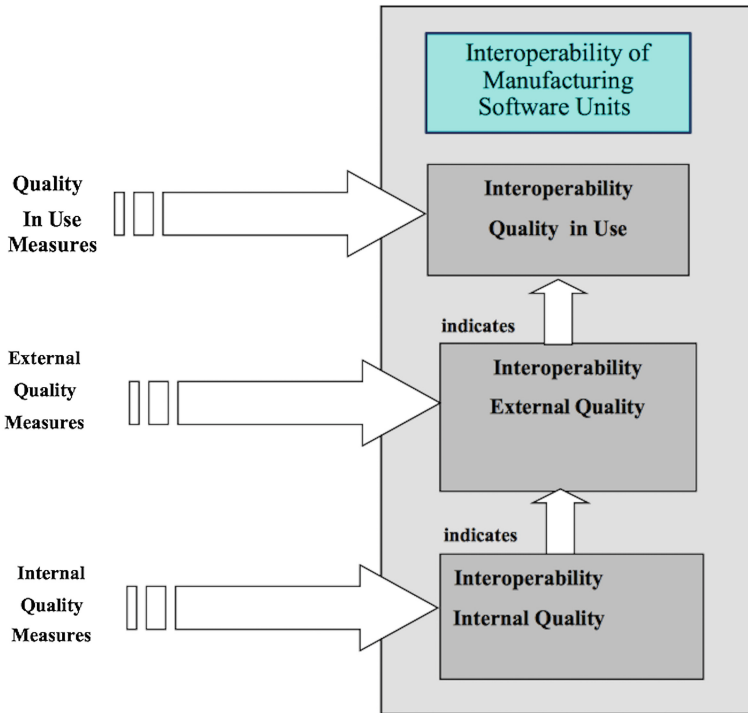 Interoperability of
Manufacturing
Software Units
Quality
In Use
Measures
Interoperability
Quality in Use
indicates
External
Quality
Measures
Interoperability
External Quality
indicates
Internal
Quality
Measures
Interoperability
Internal Quality